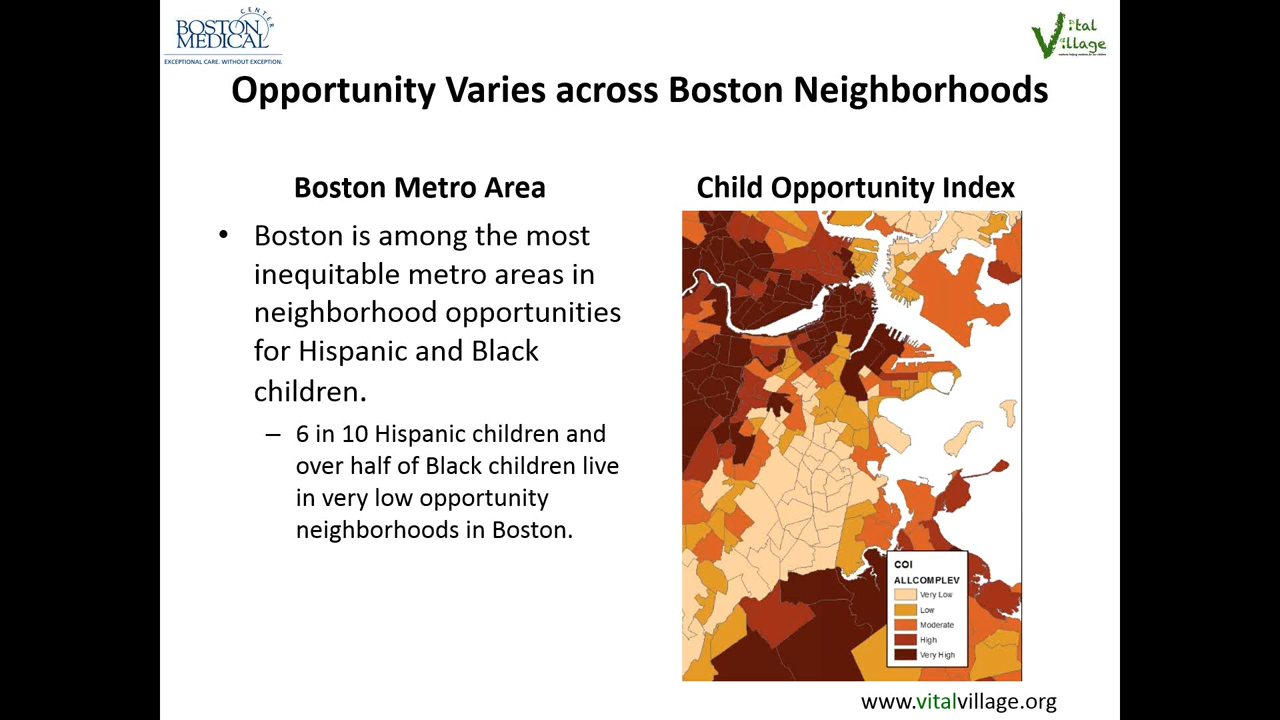 CENTER
BOSTON
MEDICAL
EXCEPTIONAL CARE. WITHOUT EXCEPTION.
Vital
Village
Opportunity Varies across Boston Neighborhoods
Boston Metro Area
• Boston is among the most
inequitable metro areas in
neighborhood opportunities
for Hispanic and Black
children.
– 6 in 10 Hispanic children and
over half of Black children live
in very low opportunity
neighborhoods in Boston.
Child Opportunity Index
COI
ALLCOMPLEV
Very Low
Low
Moderate
High
Very High
www.vitalvillage.org